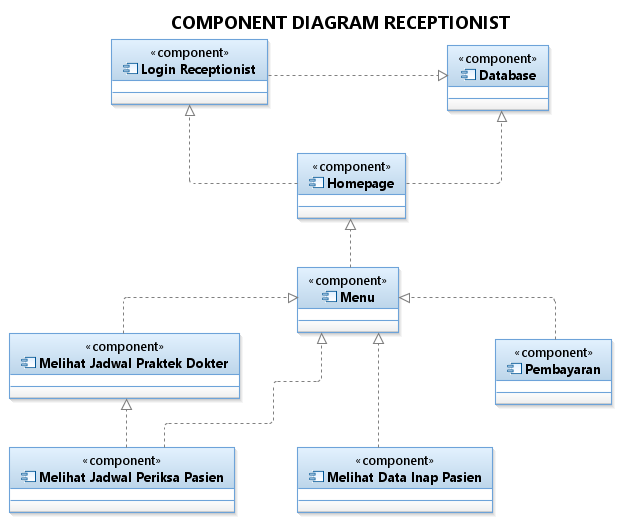 COMPONENT DIAGRAM RECEPTIONIST
«component»
Login Receptionist
«component»
Database
«component»
Homepage
«component»
Menu
«component»
Melihat Jadwal Praktek Dokter
«component»
Pembayaran
«component»
Melihat Jadwal Periksa Pasien
«component»
Melihat Data Inap Pasien